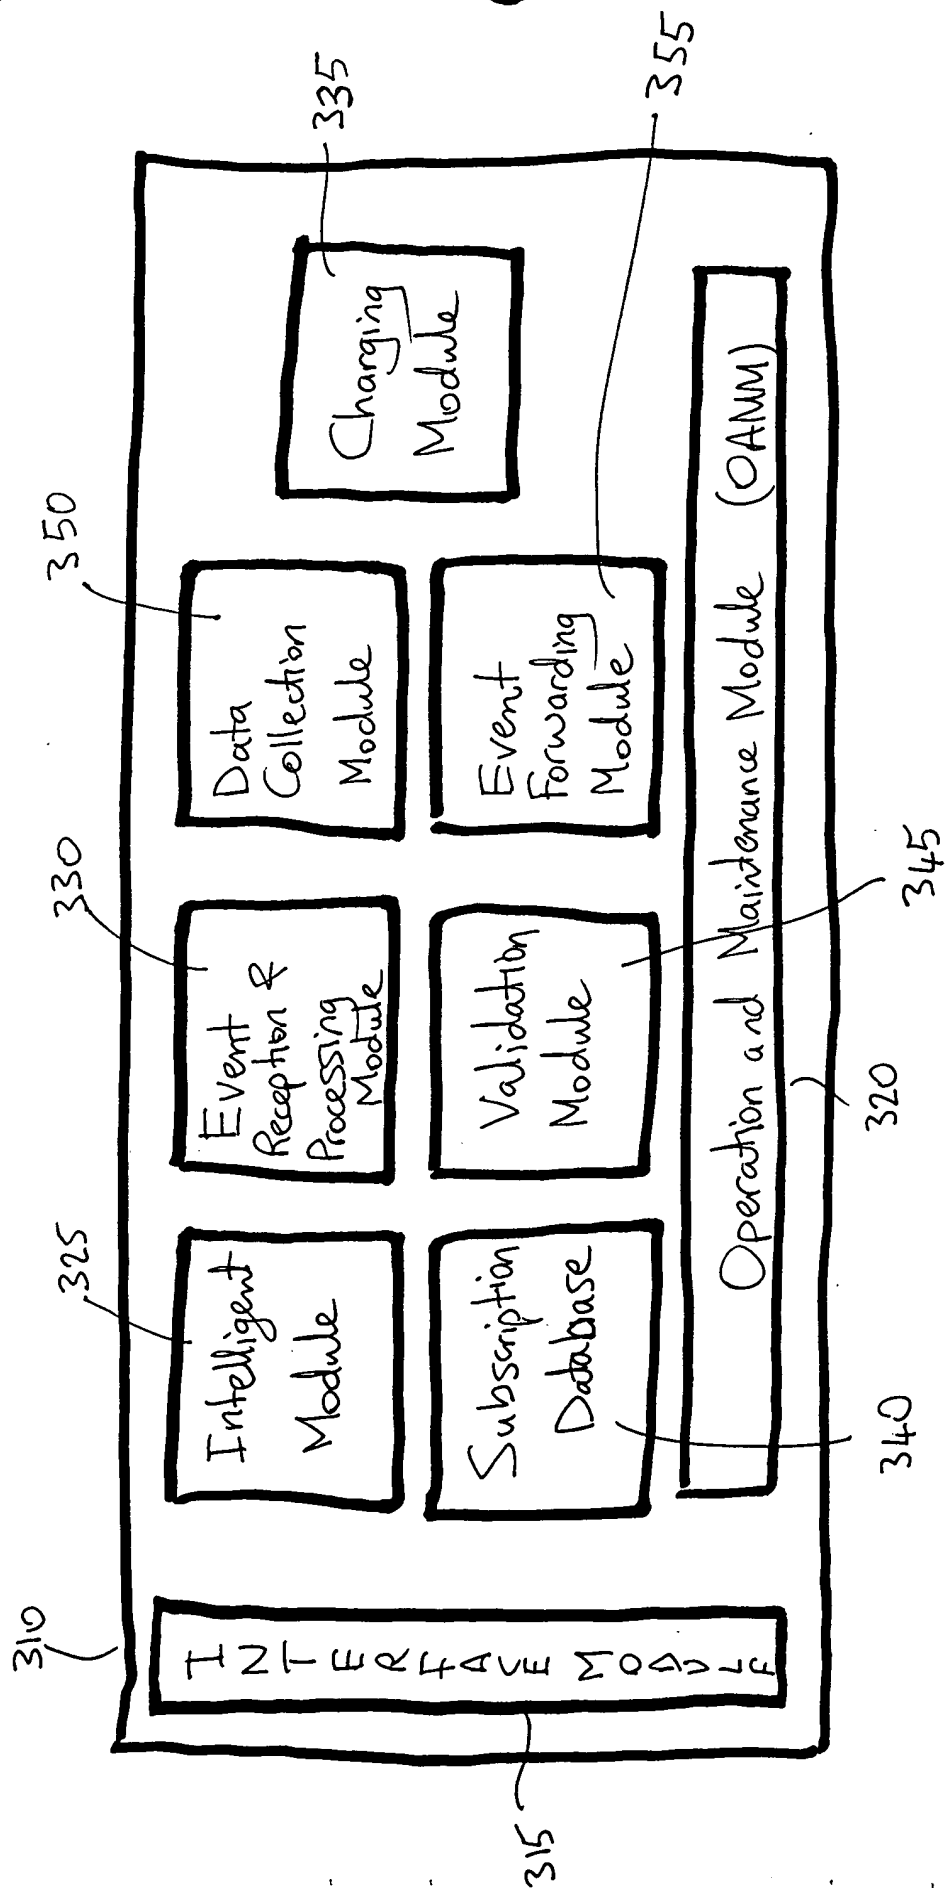 310
325
330
350
335
315
INTERFACE MODULE
Intelligent
Module
Event
Reception &
Processing
Module
Data
Collection
Module
Charging
Module
Subscription
Database
Validation
Module
Event
Forwarding
Module
Operation and Maintenance Module (OAMM)
340
320
345
355